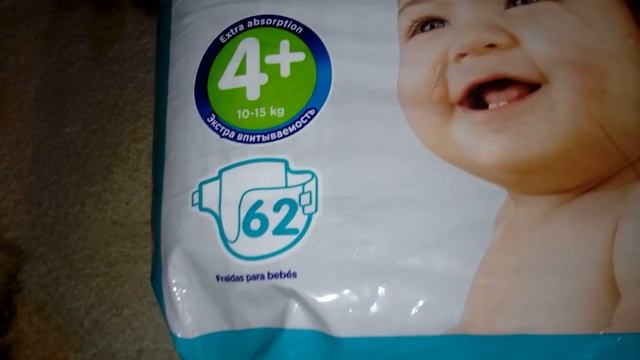 Extra absorption
4+
10-15 kg
Экстра впитываемость
62
Fraldas para bebés